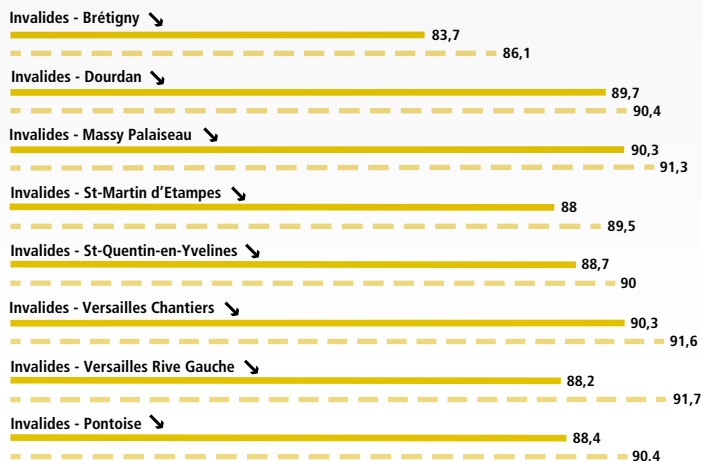 Invalides - Brétigny ➘
83,7
86,1
Invalides - Dourdan ➘
89,7
90,4
Invalides - Massy Palaiseau ➘
90,3
91,3
Invalides - St-Martin d’Etampes ➘
88
89,5
Invalides - St-Quentin-en-Yvelines ➘
88,7
90
Invalides - Versailles Chantiers ➘
90,3
91,6
Invalides - Versailles Rive Gauche ➘
88,2
91,7
Invalides - Pontoise ➘
88,4
90,4